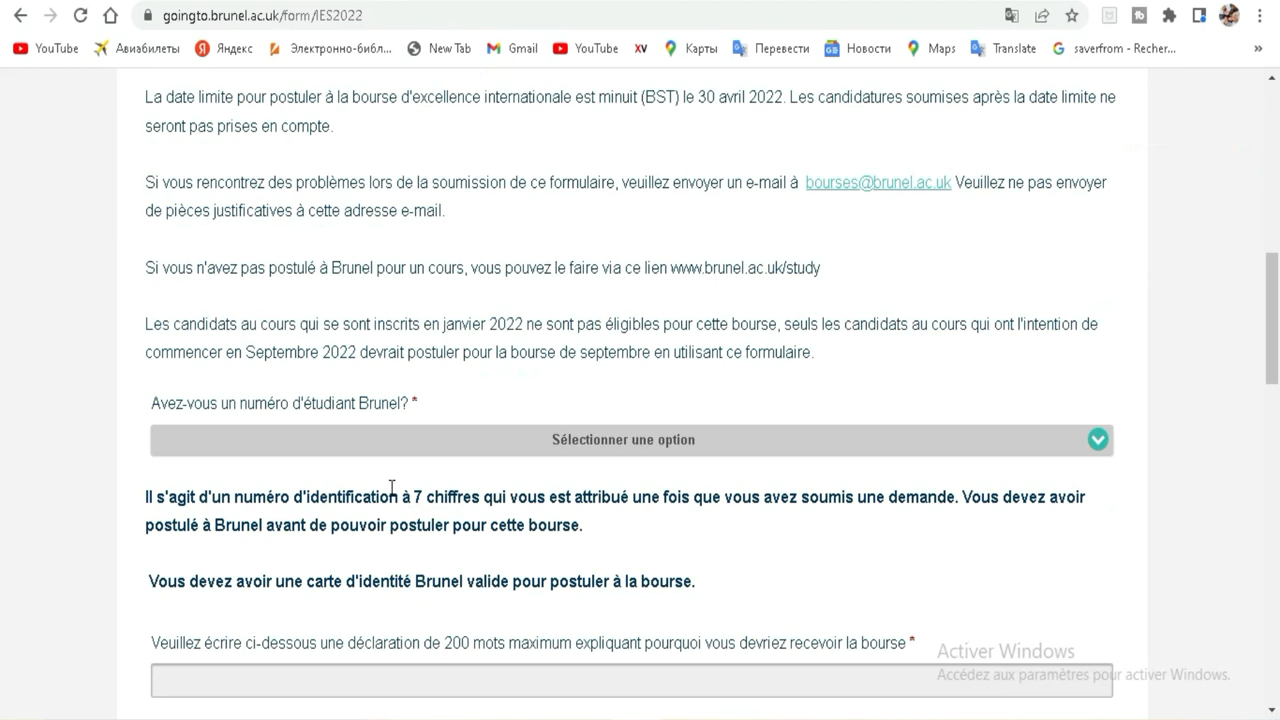 goingto.brunel.ac.uk/form/IES2022
YouTube Авиабилеты Яндекс Электронно-библ... New Tab Gmail YouTube XV Карты Перевести Новости Maps Translate saverfrom - Recher... »
La date limite pour postuler à la bourse d'excellence internationale est minuit (BST) le 30 avril 2022. Les candidatures soumises après la date limite ne
seront pas prises en compte.
Si vous rencontrez des problèmes lors de la soumission de ce formulaire, veuillez envoyer un e-mail à bourses@brunel.ac.uk Veuillez ne pas envoyer
de pièces justificatives à cette adresse e-mail.
Si vous n'avez pas postulé à Brunel pour un cours, vous pouvez le faire via ce lien www.brunel.ac.uk/study
Les candidats au cours qui se sont inscrits en janvier 2022 ne sont pas éligibles pour cette bourse, seuls les candidats au cours qui ont l'intention de
commencer en Septembre 2022 devrait postuler pour la bourse de septembre en utilisant ce formulaire.
Avez-vous un numéro d'étudiant Brunel? *
Sélectionner une option
Il s'agit d'un numéro d'identification à 7 chiffres qui vous est attribué une fois que vous avez soumis une demande. Vous devez avoir
postulé à Brunel avant de pouvoir postuler pour cette bourse.
Vous devez avoir une carte d'identité Brunel valide pour postuler à la bourse.
Veuillez écrire ci-dessous une déclaration de 200 mots maximum expliquant pourquoi vous devriez recevoir la bourse *
Activer Windows
Accédez aux paramètres pour activer Windows.